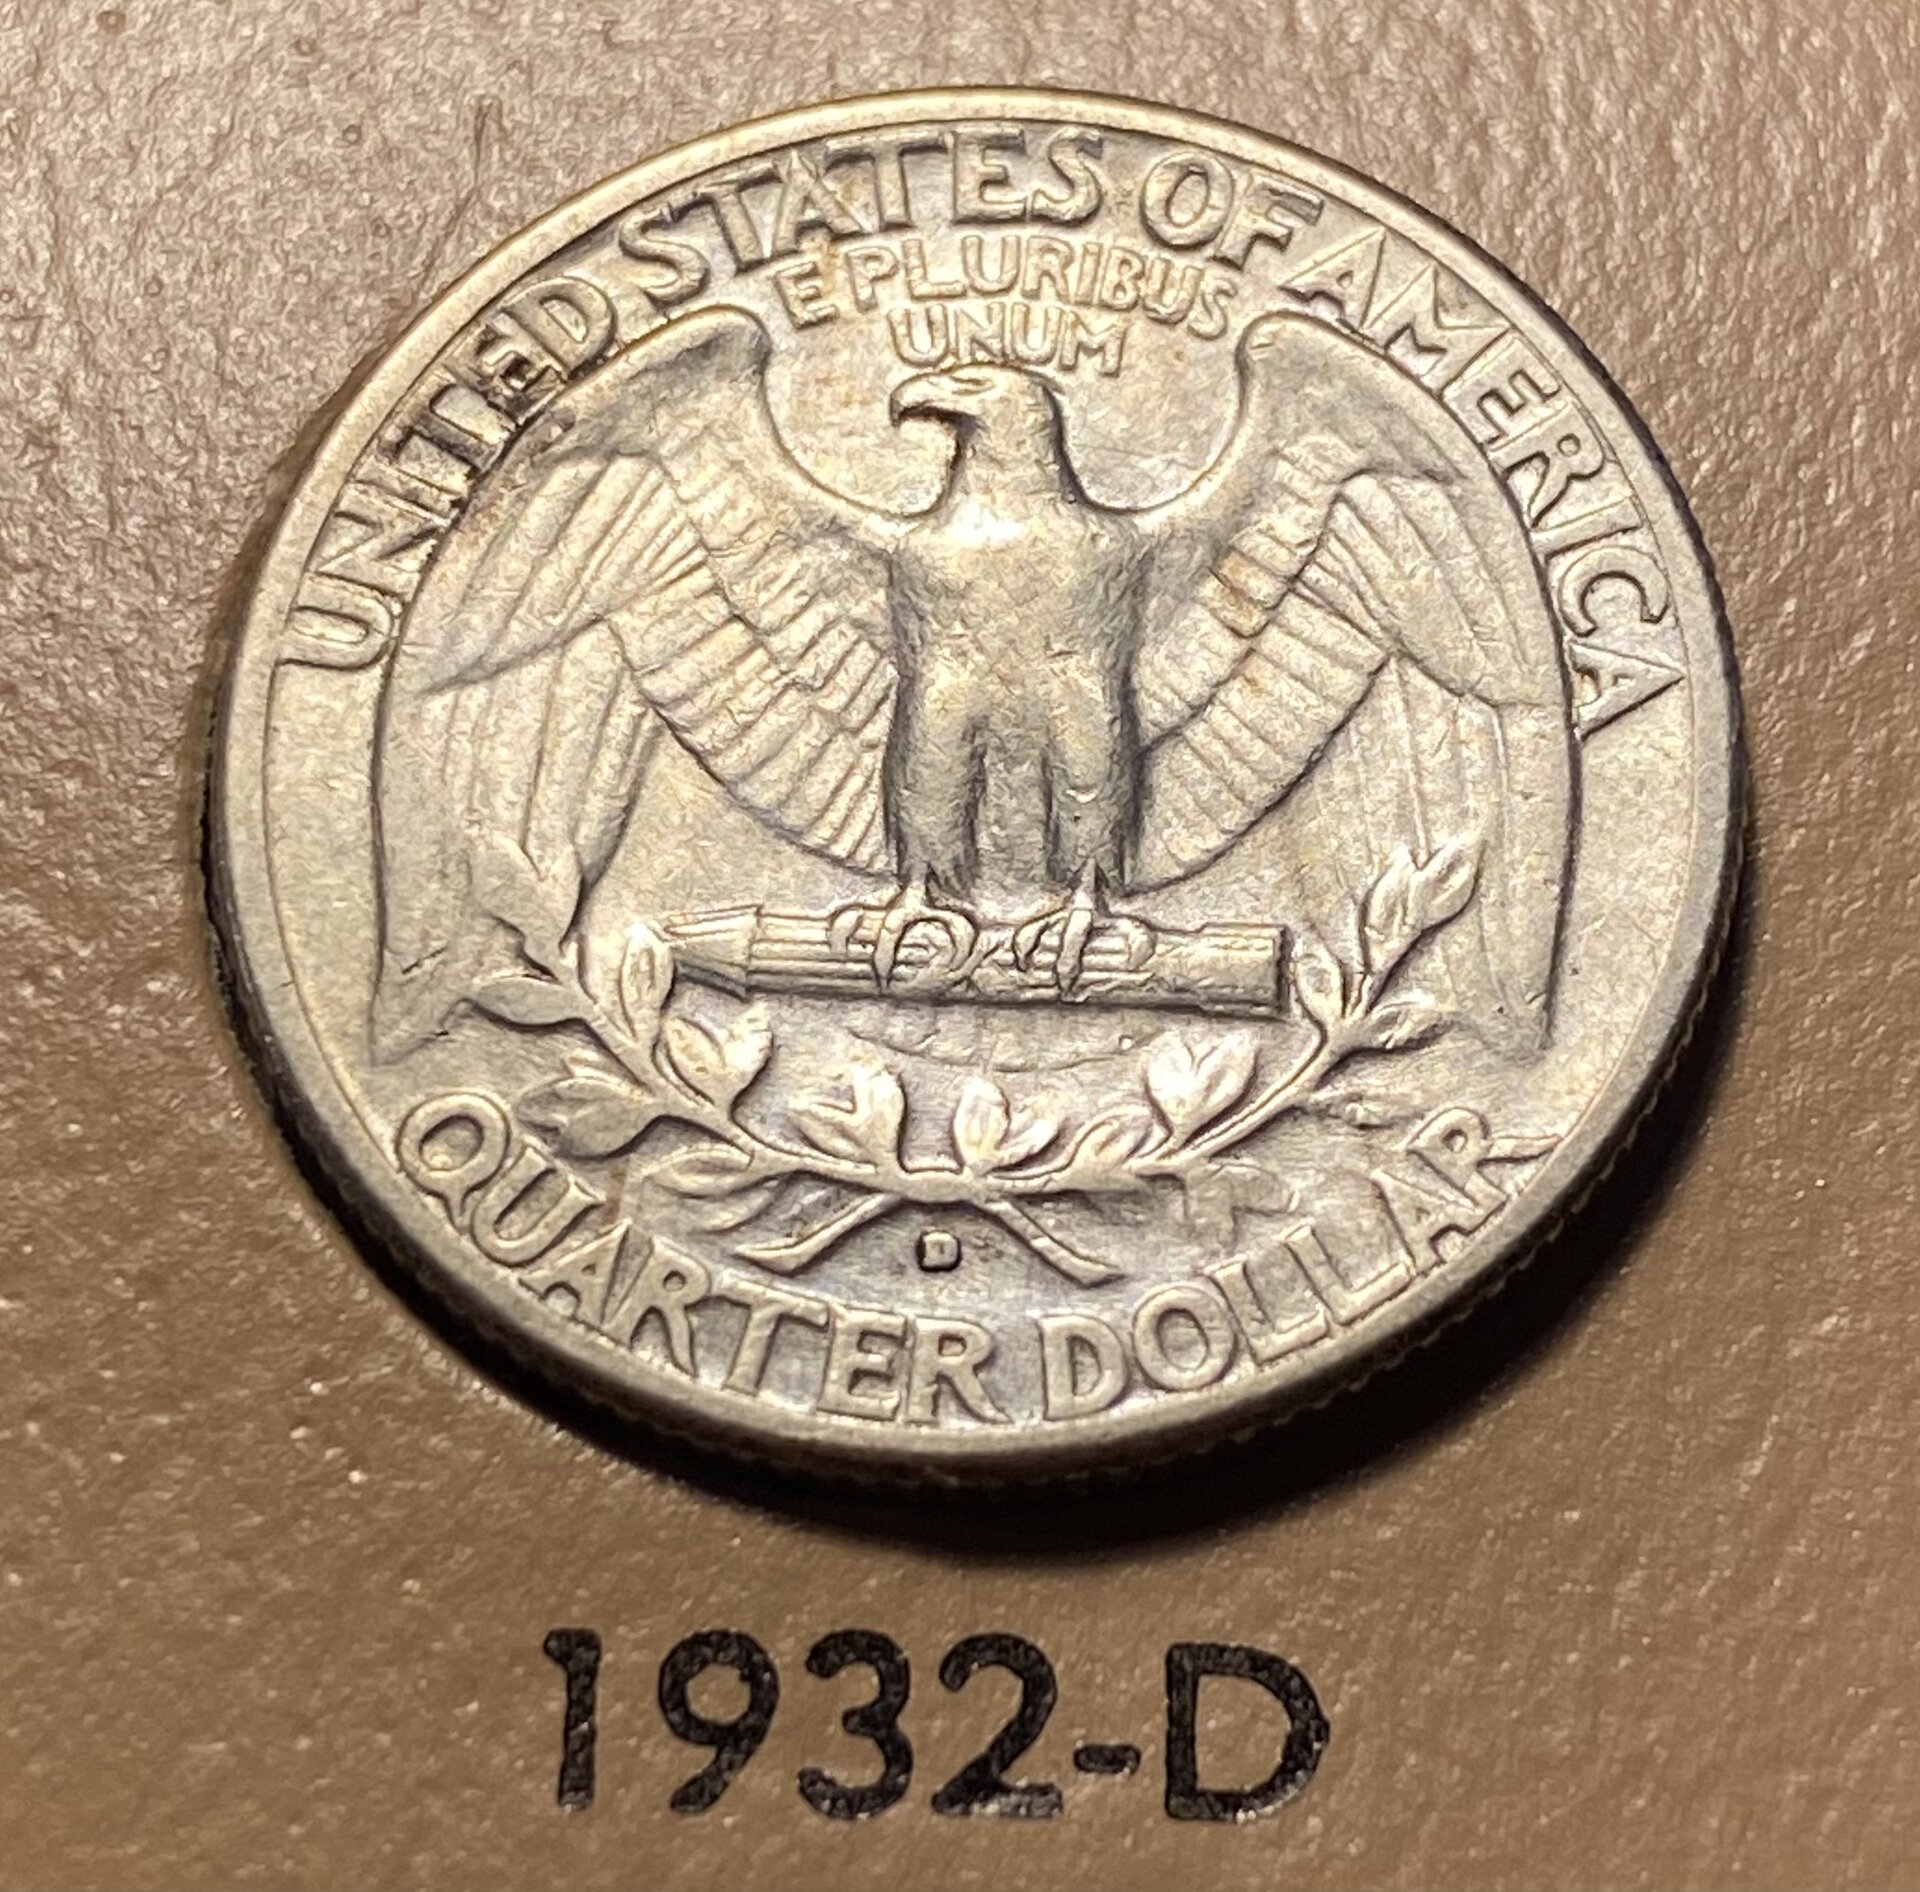 UNITED STATES OF AMERICA
E PLURIBUS
UNUM
D
QUARTER DOLLAR
1932-D